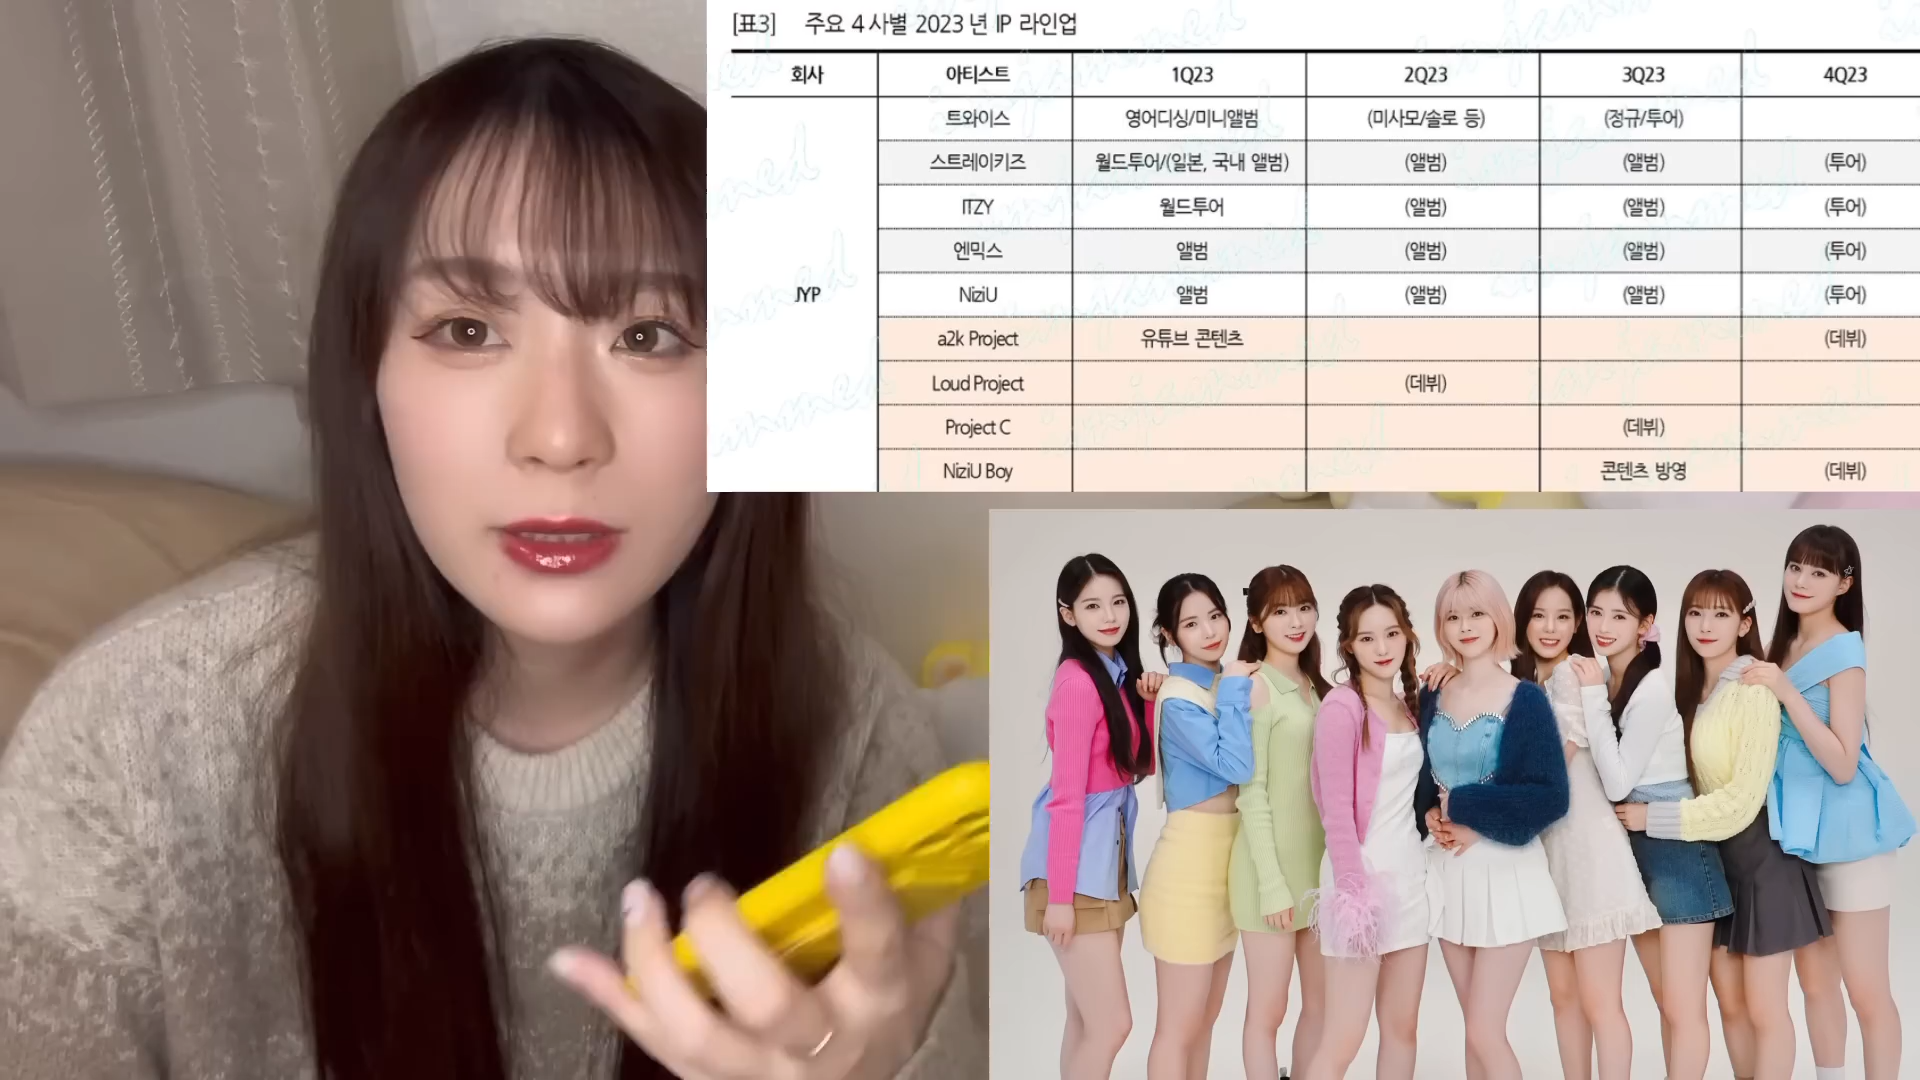 [표3] 주요 4사별 2023년 IP 라인업
회사 아티스트 1Q23 2Q23 3Q23 4Q23
트와이스 영어디싱/미니앨범 (미사모/솔로 등) (정규/투어)
스트레이키즈 월드투어/(일본, 국내 앨범) (앨범) (앨범) (투어)
ITZY 월드투어 (앨범) (앨범) (투어)
엔믹스 앨범 (앨범) (앨범) (투어)
JYP NiziU 앨범 (앨범) (앨범) (투어)
a2k Project 유튜브 콘텐츠 (데뷔)
Loud Project (데뷔)
Project C (데뷔)
NiziU Boy 콘텐츠 방영 (데뷔)